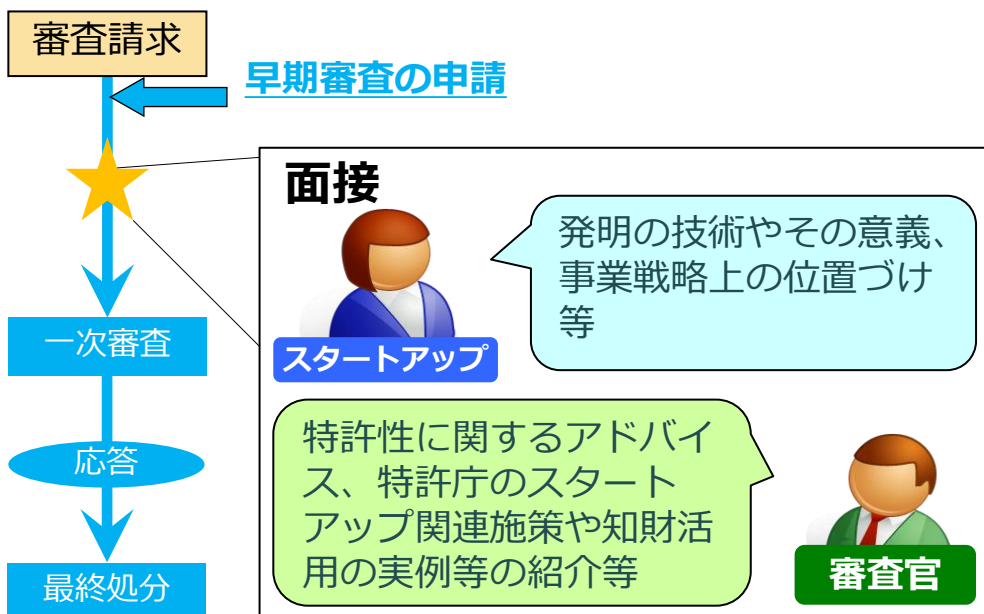 審査請求
早期審査の申請
面接
発明の技術やその意義、
事業戦略上の位置づけ
等
スタートアップ
一次審査
特許性に関するアドバイ
ス、特許庁のスタート
アップ関連施策や知財活
用の実例等の紹介等
応答
審査官
最終処分